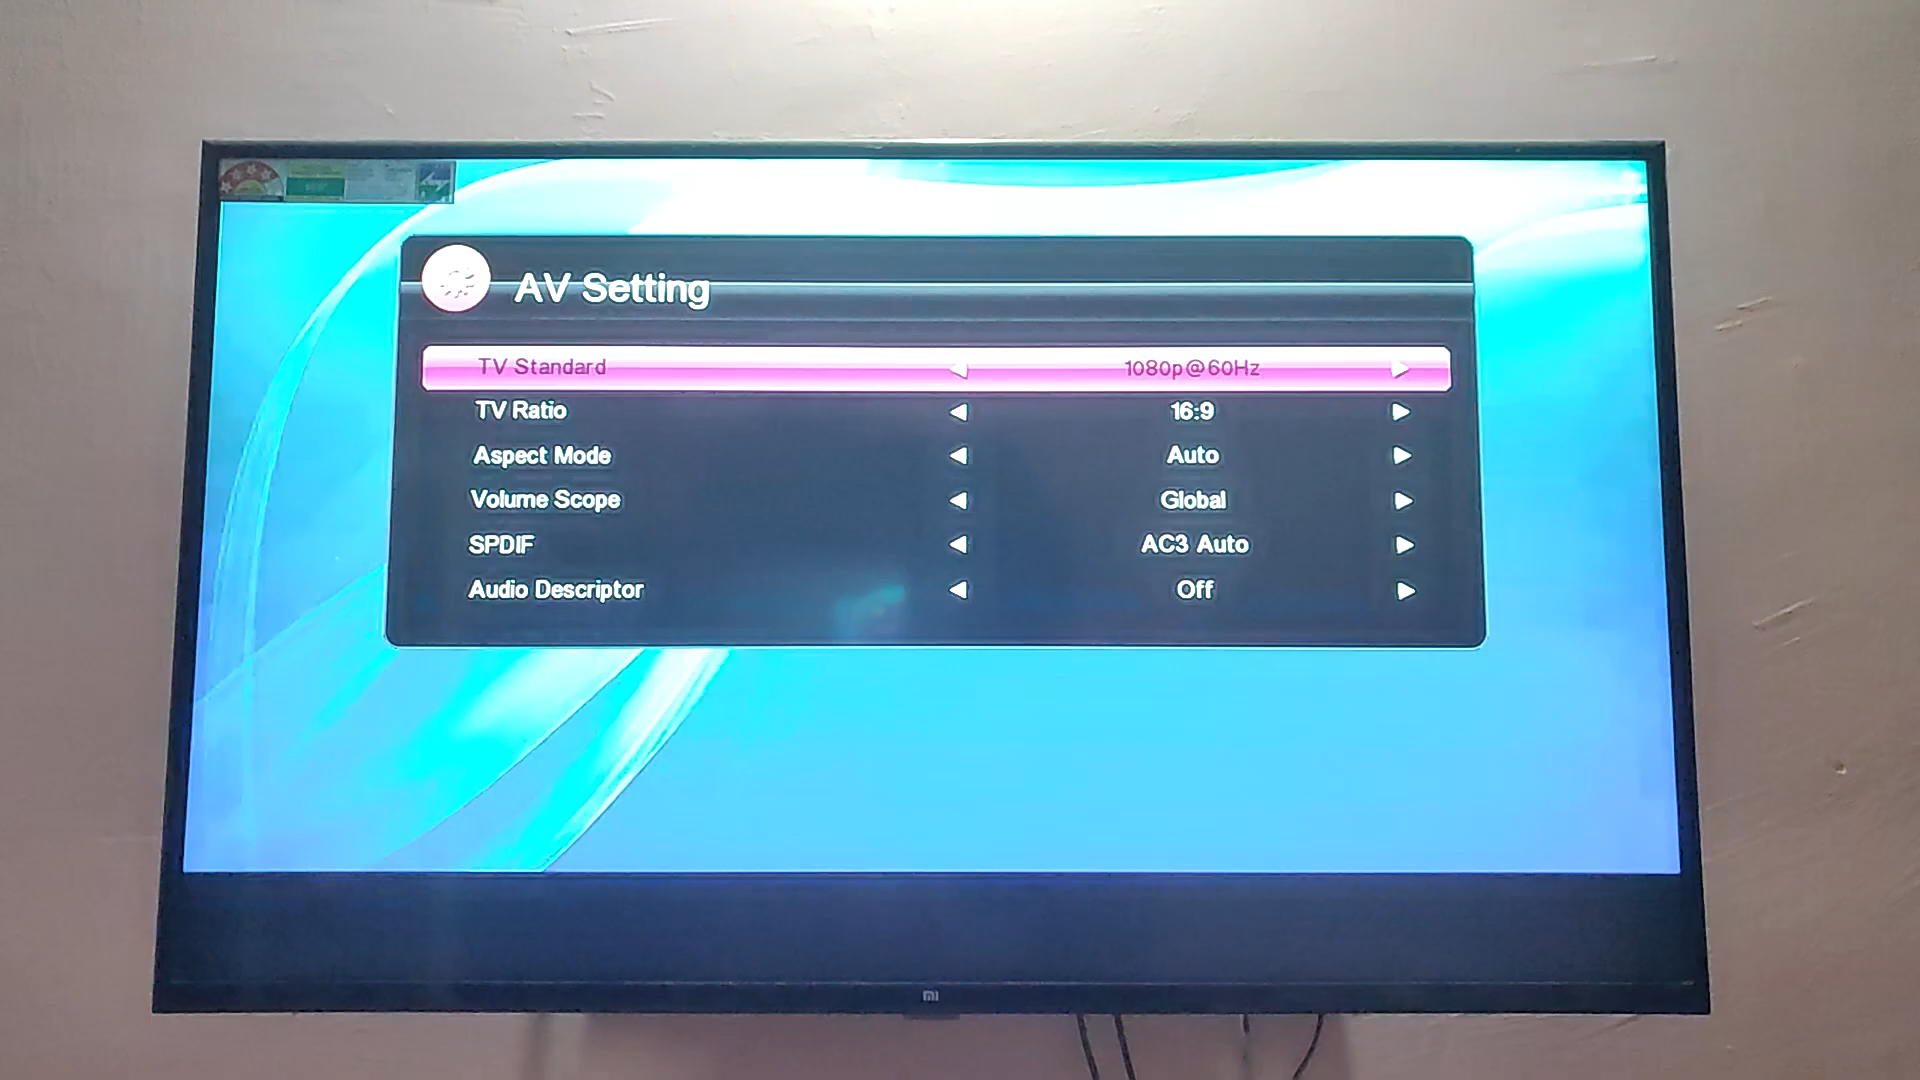 AV Setting
TV Standard 1080p@60Hz
TV Ratio 16:9
Aspect Mode Auto
Volume Scope Global
SPDIF AC3 Auto
Audio Descriptor Off
mi